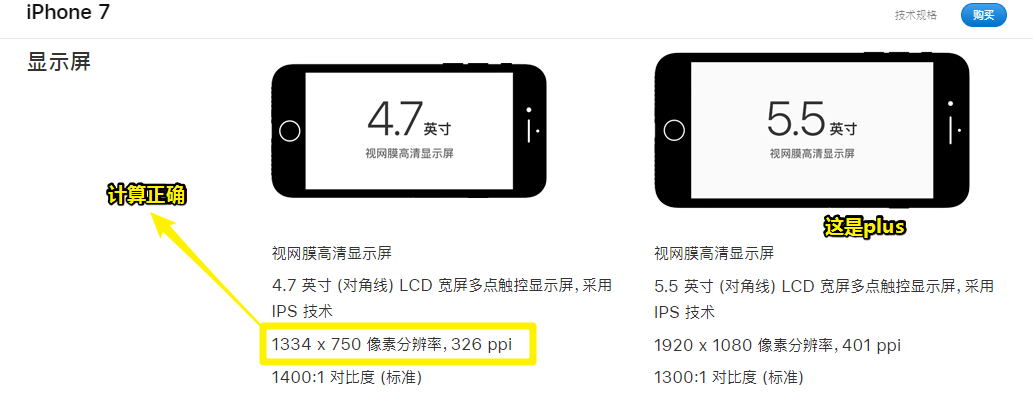 iPhone 7
技术规格
购买
显示屏
4.7 英寸
视网膜高清显示屏
5.5 英寸
视网膜高清显示屏
计算正确
这是plus
视网膜高清显示屏
4.7 英寸 (对角线) LCD 宽屏多点触控显示屏, 采用
IPS 技术
1334 x 750 像素分辨率, 326 ppi
1400:1 对比度 (标准)
视网膜高清显示屏
5.5 英寸 (对角线) LCD 宽屏多点触控显示屏, 采用
IPS 技术
1920 x 1080 像素分辨率, 401 ppi
1300:1 对比度 (标准)